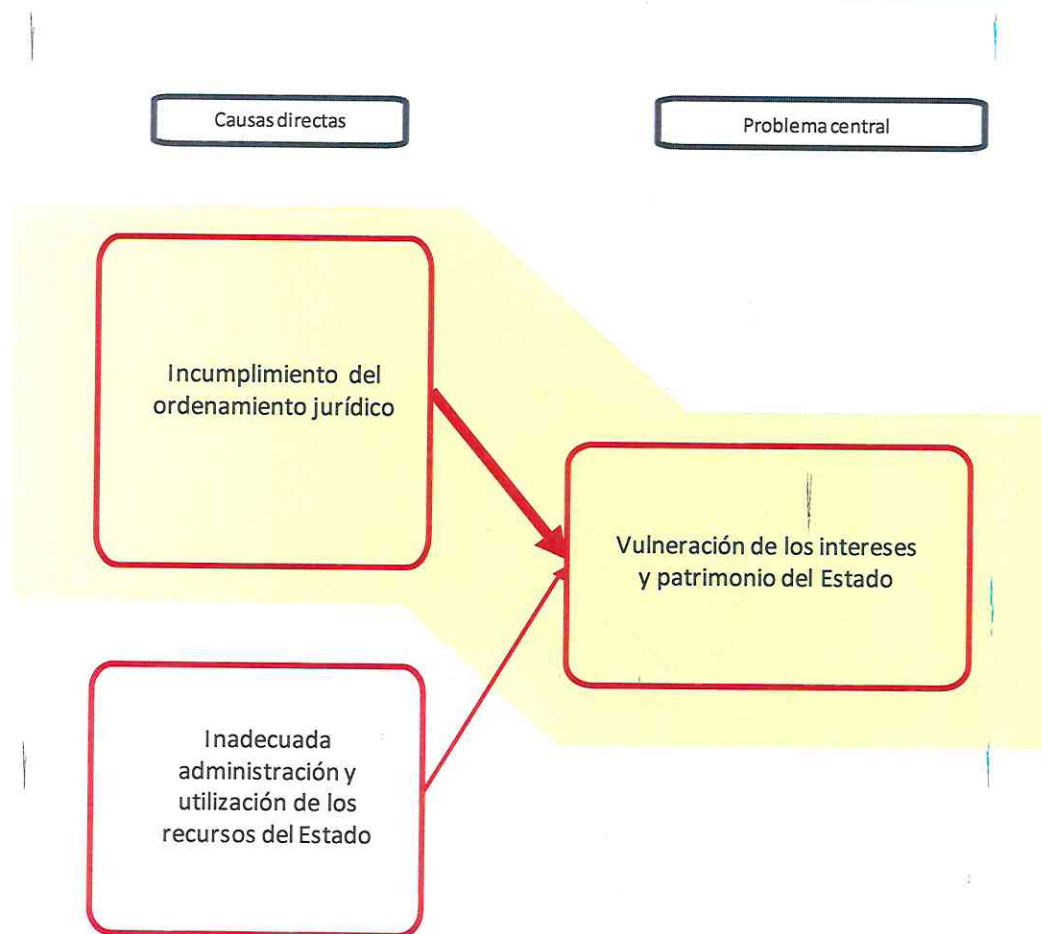 Causas directas
Problema central
Incumplimiento del
ordenamiento jurídico
Vulneración de los intereses
y patrimonio del Estado
Inadecuada
administración y
utilización de los
recursos del Estado